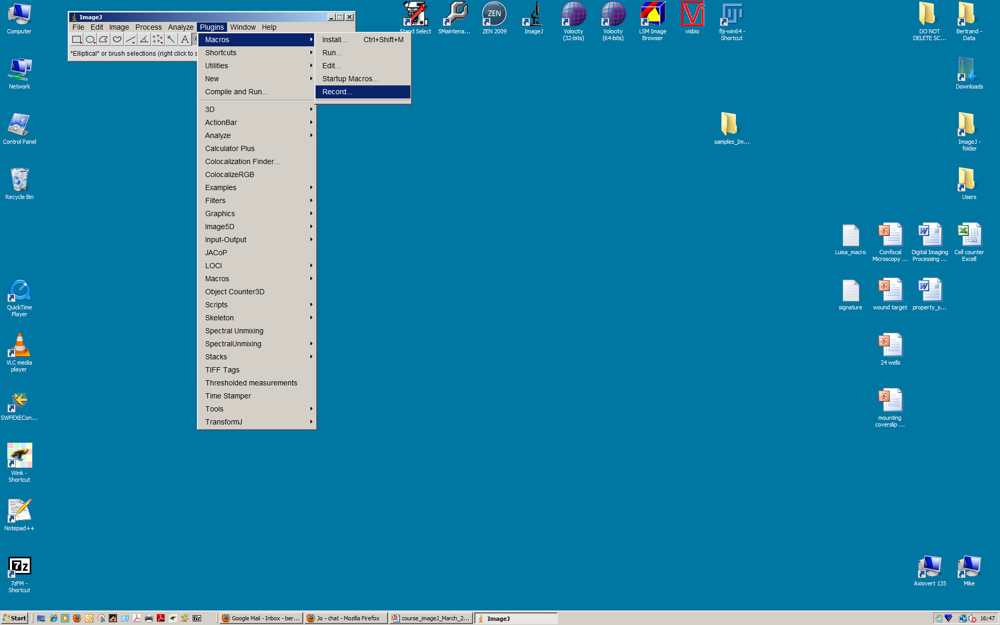 ImageJ
File Edit Image Process Analyze Plugins Window Help
A
*Elliptical* or brush selections (right click to s
Macros
Shortcuts
Utilities
New
Compile and Run...
3D
ActionBar
Analyze
Calculator Plus
Colocalization Finder...
ColocalizeRGB
Examples
Filters
Graphics
Image5D
Input-Output
JACoP
LOCI
Macros
Object Counter3D
Scripts
Skeleton
Spectral Unmixing
SpectralUnmixing
Stacks
TIFF Tags
Thresholded measurements
Time Stamper
Tools
TransformJ
Install... Ctrl+Shift+M
Run...
Edit...
Startup Macros...
Record...
Computer
Network
Control Panel
Recycle Bin
QuickTime
Player
VLC media
player
SWFEXECon...
Wink -
Shortcut
Notepad++
7z
7zFM -
Shortcut
Stand Select
SMaintena...
ZEN
ZEN 2009
ImageJ
Volocity
(32-bits)
Volocity
(64-bits)
LSM Image
Browser
Vi
visbio
fiji-win64 -
Shortcut
DO NOT
DELETE SC...
Bertrand -
Data
Downloads
samples_Im...
ImageJ -
folder
Users
Luisa_macro
Confocal
Microscopy ...
Digital Imaging
Processing ...
Cell counter
Excell
signature
wound target
property_s...
24 wells
mounting
coverslip ...
Axiovert 135
Mike
Start
7z
Google Mail - Inbox - ber...
Jo - chat - Mozilla Firefox
course_imageJ_March_2...
ImageJ
16:47